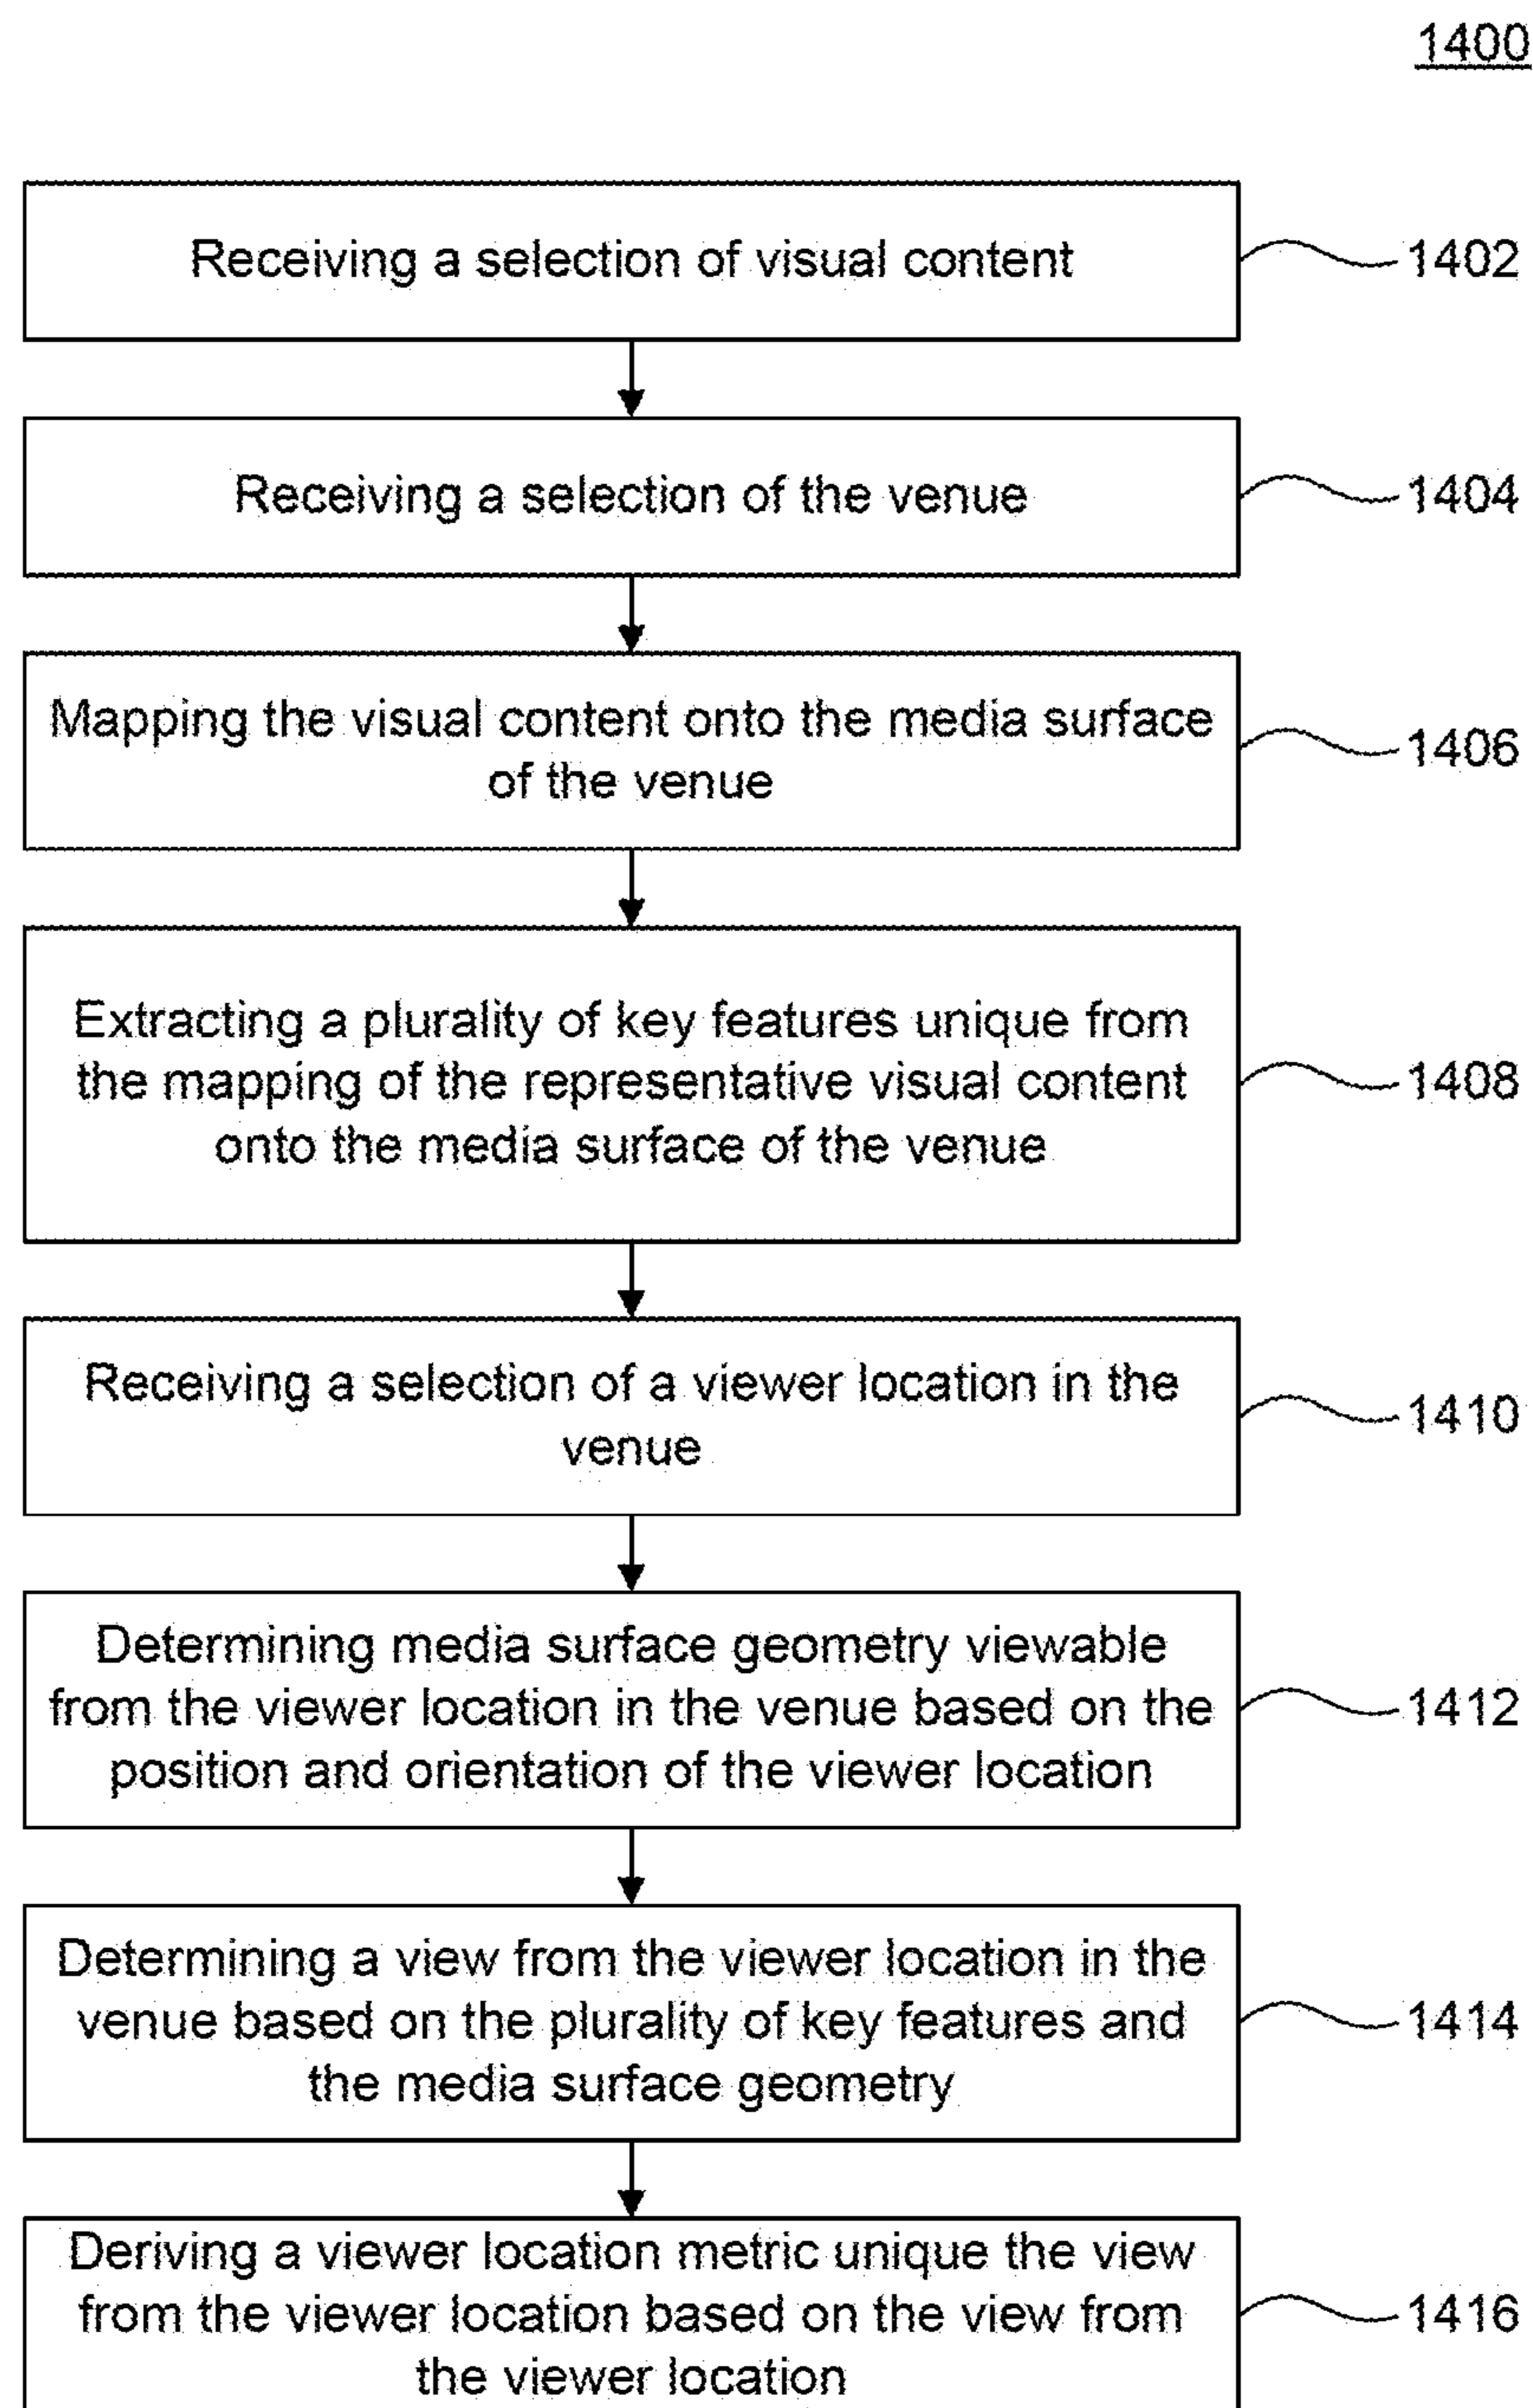 1400
Receiving a selection of visual content
1402
Receiving a selection of the venue
1404
Mapping the visual content onto the media surface
of the venue
1406
Extracting a plurality of key features unique from
the mapping of the representative visual content
onto the media surface of the venue
1408
Receiving a selection of a viewer location in the
venue
1410
Determining media surface geometry viewable
from the viewer location in the venue based on the
position and orientation of the viewer location
1412
Determining a view from the viewer location in the
venue based on the plurality of key features and
the media surface geometry
1414
Deriving a viewer location metric unique the view
from the viewer location based on the view from
the viewer location
1416